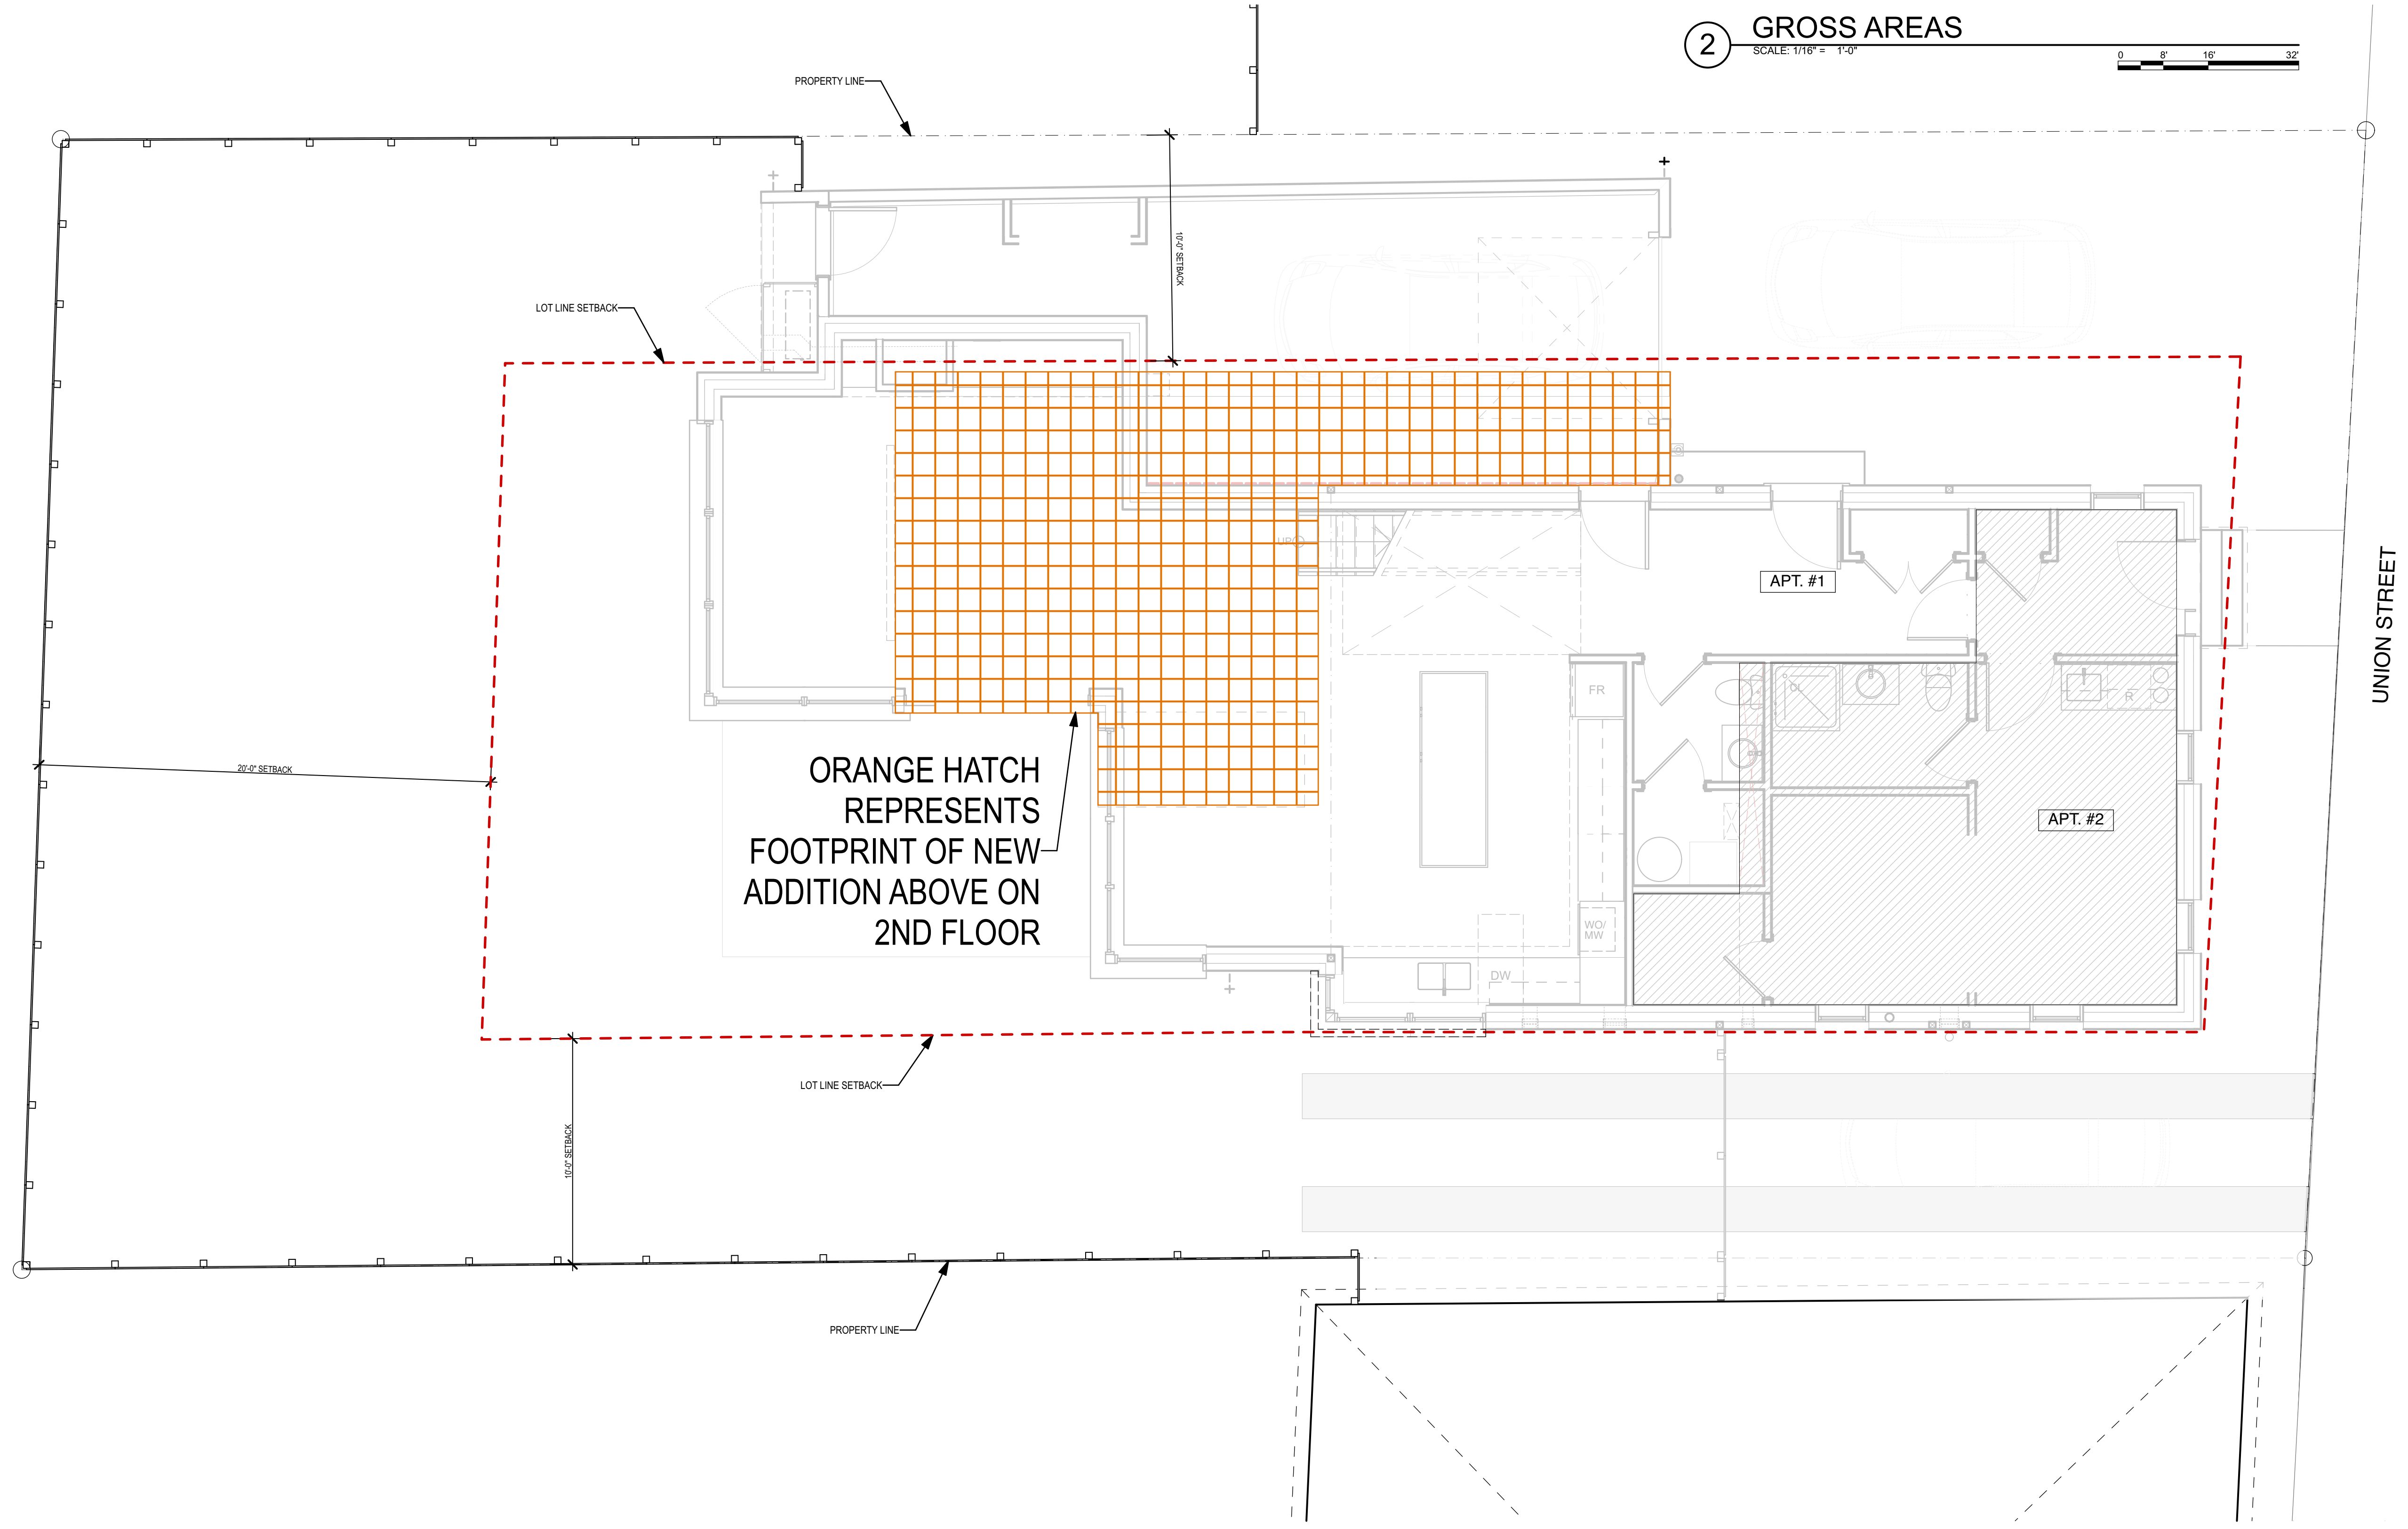 2
GROSS AREAS
SCALE: 1/16" = 1'-0"
0 8' 16' 32'
PROPERTY LINE
10'-0" SETBACK
LOT LINE SETBACK
UP
APT. #1
UNION STREET
FR
R
20'-0" SETBACK
ORANGE HATCH
REPRESENTS
FOOTPRINT OF NEW
ADDITION ABOVE ON
2ND FLOOR
APT. #2
WO/
MW
DW
LOT LINE SETBACK
10'-0" SETBACK
PROPERTY LINE